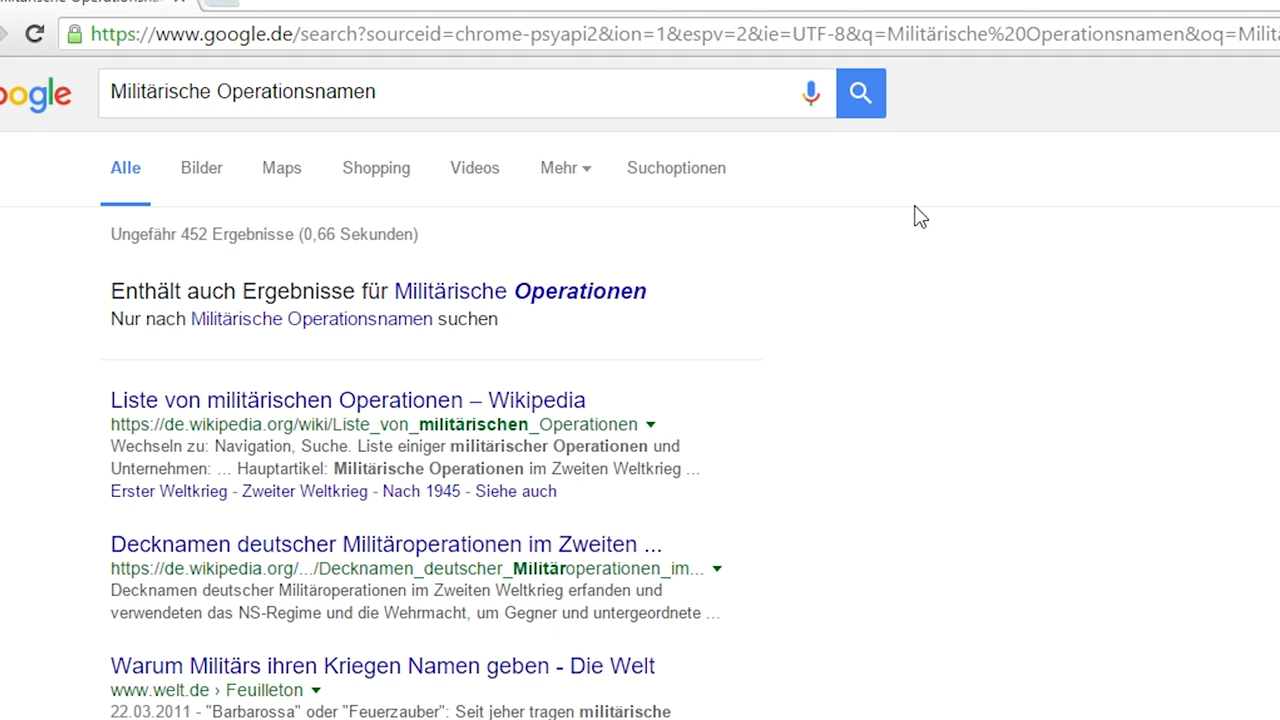 https://www.google.de/search?sourceid=chrome-psyapi2&ion=1&espv=2&ie=UTF-8&q=Militärische%20Operationsnamen&oq=Milit
oogle
Militärische Operationsnamen
Alle Bilder Maps Shopping Videos Mehr Suchoptionen
Ungefähr 452 Ergebnisse (0,66 Sekunden)
Enthält auch Ergebnisse für Militärische Operationen
Nur nach Militärische Operationsnamen suchen
Liste von militärischen Operationen – Wikipedia
https://de.wikipedia.org/wiki/Liste_von_militärischen_Operationen
Wechseln zu: Navigation, Suche. Liste einiger militärischer Operationen und
Unternehmen: ... Hauptartikel: Militärische Operationen im Zweiten Weltkrieg ...
Erster Weltkrieg - Zweiter Weltkrieg - Nach 1945 - Siehe auch
Decknamen deutscher Militäroperationen im Zweiten ...
https://de.wikipedia.org/.../Decknamen_deutscher_Militäroperationen_im...
Decknamen deutscher Militäroperationen im Zweiten Weltkrieg erfanden und
verwendeten das NS-Regime und die Wehrmacht, um Gegner und untergeordnete ...
Warum Militärs ihren Kriegen Namen geben - Die Welt
www.welt.de › Feuilleton
22.03.2011 - "Barbarossa" oder "Feuerzauber": Seit jeher tragen militärische